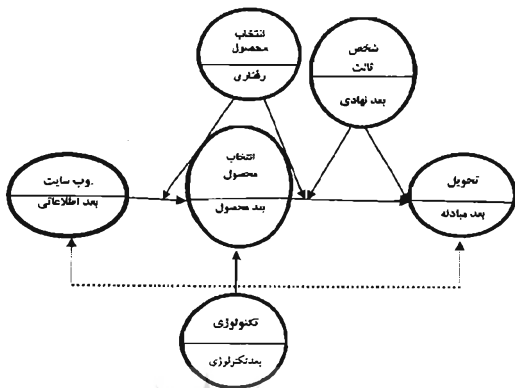 انتخاب
محصول
رفتاری
شخص
ثالث
بعد نهادی
انتخاب
محصول
بعد محصول
.وب سایت
بعد اطلاعاتی
تحویل
بعد مبادله
تکنولوژی
بعدتکنرلوژی